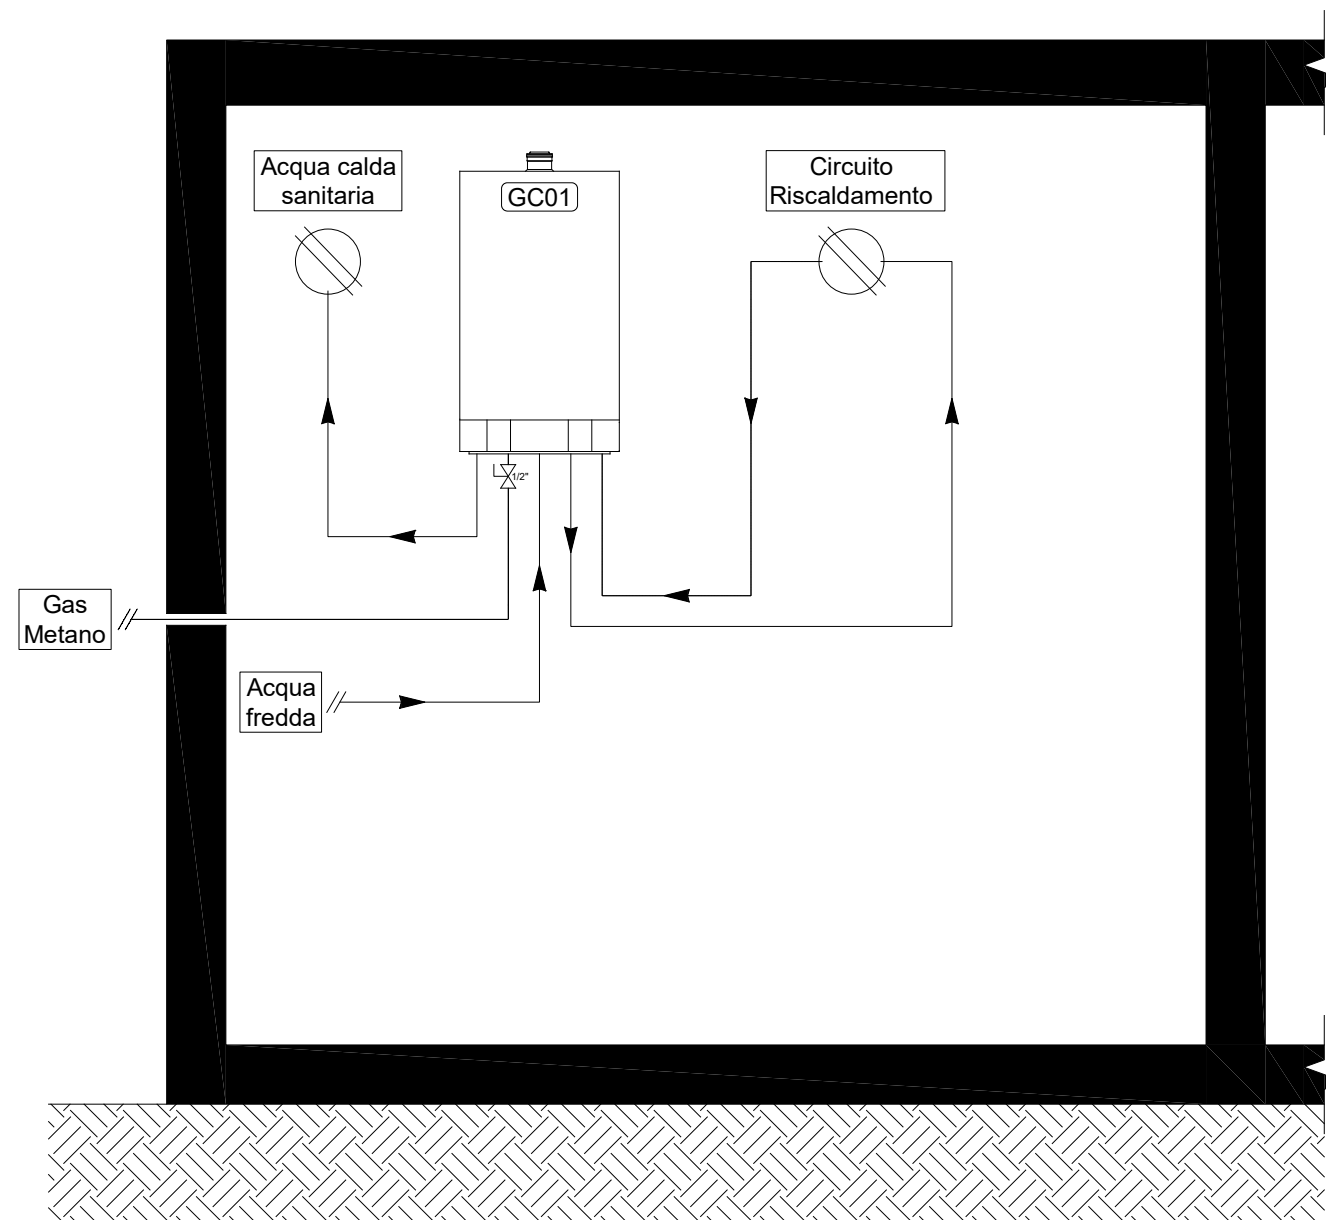 Acqua calda
sanitaria
GC01
Circuito
Riscaldamento
1/2"
Gas
Metano
Acqua
fredda